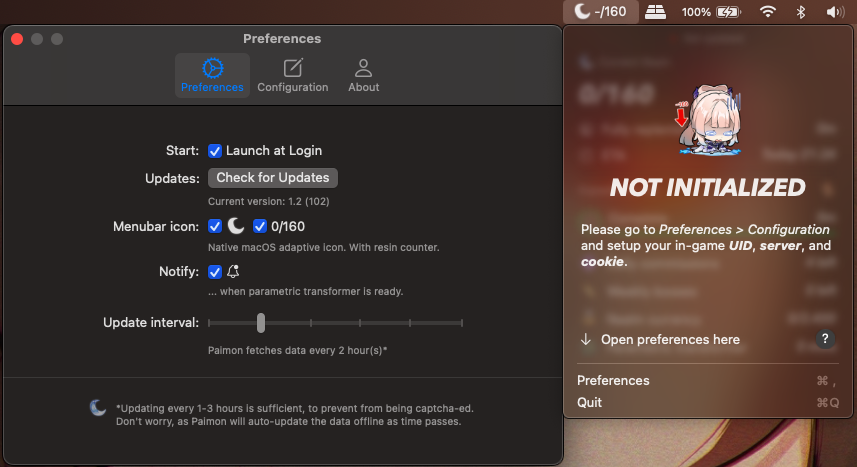 -/160
100%
Preferences
Preferences
Configuration
About
Start:
Launch at Login
Updates:
Check for Updates
Current version: 1.2 (102)
Menubar icon:
0/160
Native macOS adaptive icon. With resin counter.
Notify:
... when parametric transformer is ready.
Update interval:
Paimon fetches data every 2 hour(s)*
*Updating every 1-3 hours is sufficient, to prevent from being captcha-ed.
Don't worry, as Paimon will auto-update the data offline as time passes.
0/160
NOT INITIALIZED
Please go to Preferences > Configuration
and setup your in-game UID, server, and
cookie.
↓ Open preferences here
?
Preferences ⌘ ,
Quit ⌘Q